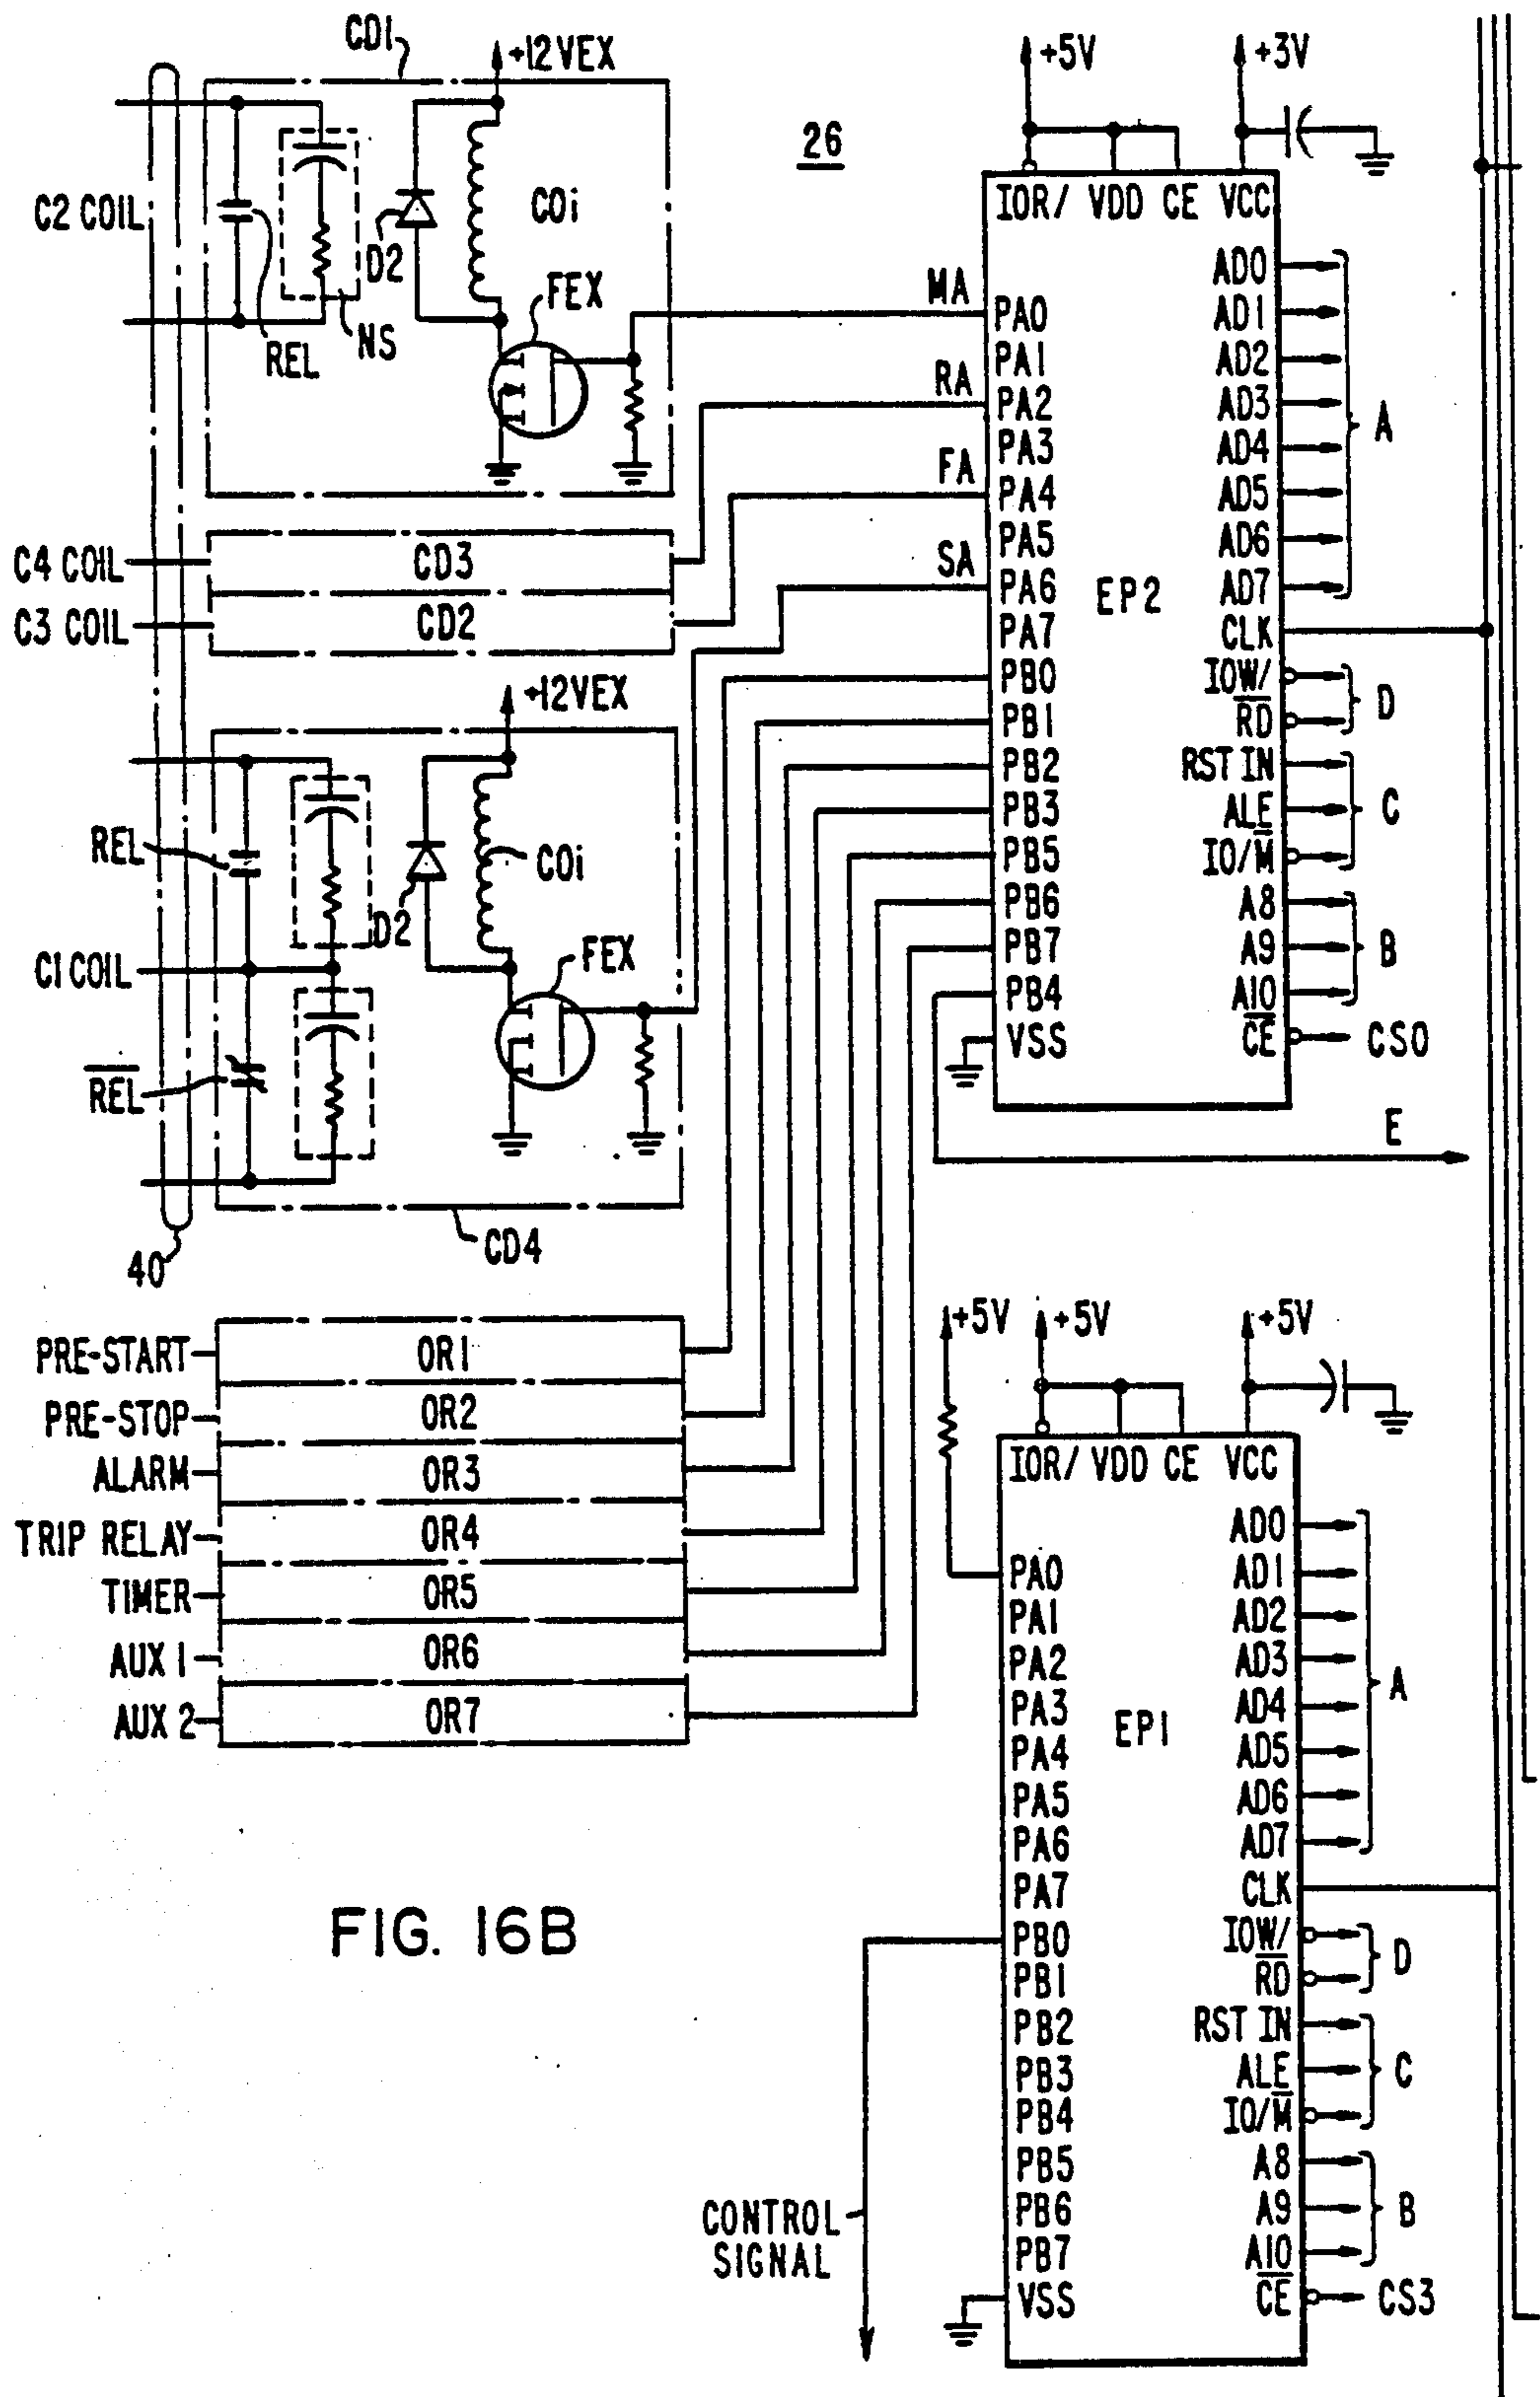 CD1
+12VEX
C2 COIL
REL
NS
D2
COi
FEX
26
+5V
+3V
IOR/ VDD CE VCC
MA
RA
FA
SA
PA0
PA1
PA2
PA3
PA4
PA5
PA6
PA7
PB0
PB1
PB2
PB3
PB5
PB6
PB7
PB4
VSS
EP2
AD0
AD1
AD2
AD3
AD4
AD5
AD6
AD7
CLK
IOW/
R̅D̅
RST IN
ALE
IO/M̅
A8
A9
A10
C̅E̅
A
D
C
B
CS0
E
C4 COIL
CD3
C3 COIL
CD2
+12VEX
REL
D2
COi
FEX
C1 COIL
R̅E̅L̅
40
CD4
PRE-START
OR1
PRE-STOP
OR2
ALARM
OR3
TRIP RELAY
OR4
TIMER
OR5
AUX 1
OR6
AUX 2
OR7
+5V
+5V
+5V
IOR/ VDD CE VCC
PA0
PA1
PA2
PA3
PA4
PA5
PA6
PA7
PB0
PB1
PB2
PB3
PB4
PB5
PB6
PB7
VSS
EP1
AD0
AD1
AD2
AD3
AD4
AD5
AD6
AD7
CLK
IOW/
R̅D̅
RST IN
ALE
IO/M̅
A8
A9
A10
C̅E̅
A
D
C
B
CS3
CONTROL
SIGNAL
FIG. 16B